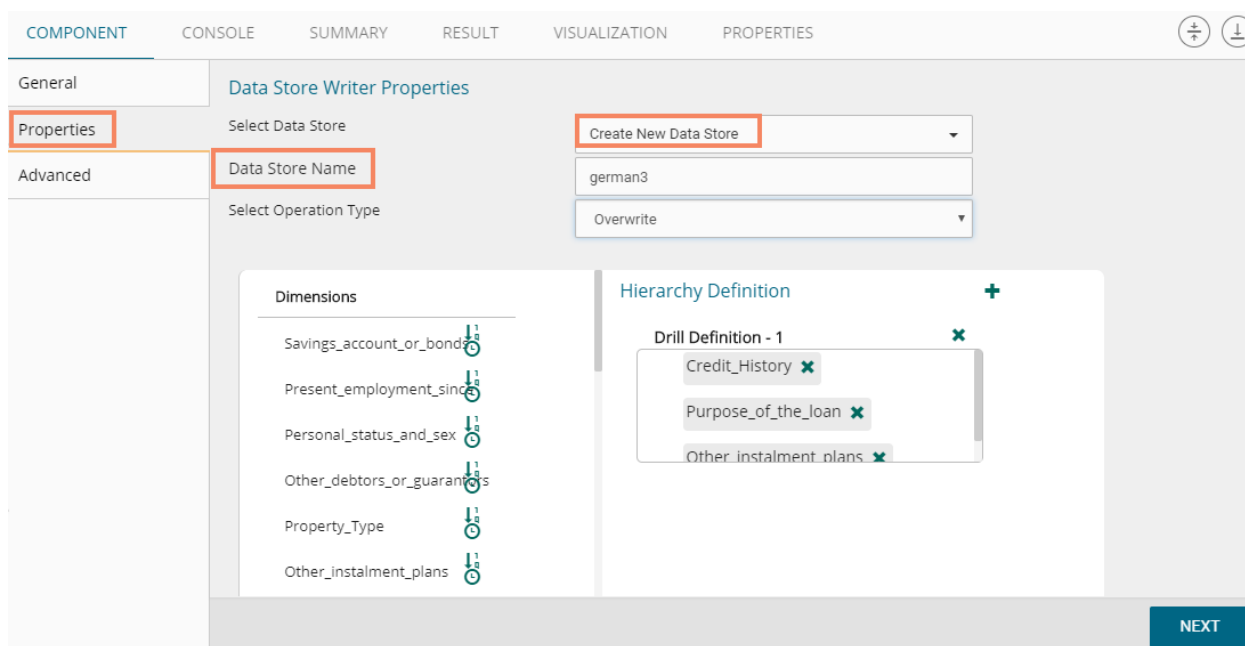 COMPONENT CONSOLE SUMMARY RESULT VISUALIZATION PROPERTIES
General
Properties
Advanced
Data Store Writer Properties
Select Data Store Create New Data Store
Data Store Name german3
Select Operation Type Overwrite
Dimensions
Savings_account_or_bonds
Present_employment_since
Personal_status_and_sex
Other_debtors_or_guarantors
Property_Type
Other_instalment_plans
Hierarchy Definition
Drill Definition - 1
Credit_History
Purpose_of_the_loan
Other_instalment_plans
NEXT